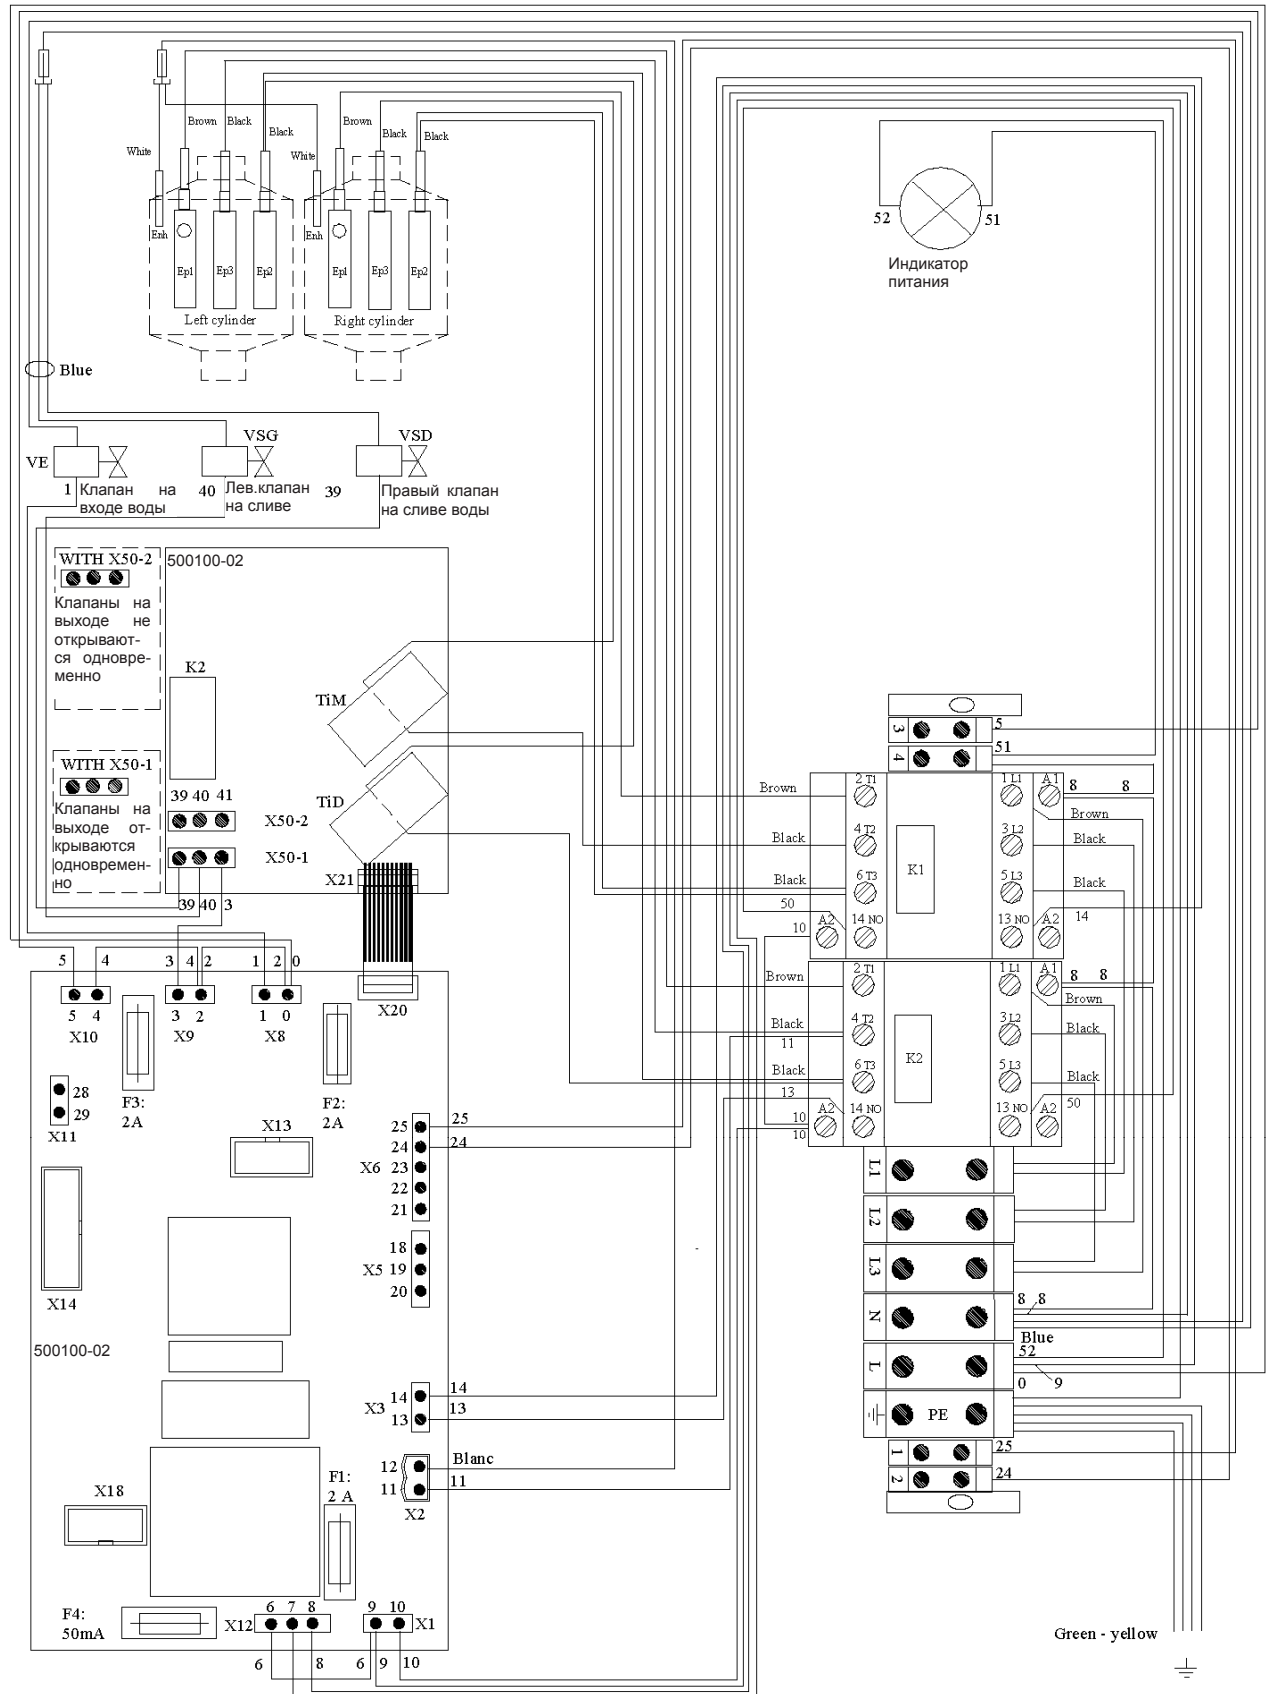 Brown
Black
Black
White
Brown
Black
Black
White
Enh
Ep1
Ep3
Ep2
Left cylinder
Enh
Ep1
Ep3
Ep2
Right cylinder
52
51
Индикатор
питания
Blue
VE
VSG
VSD
1
Клапан на
входе воды
40
Лев.клапан
на сливе
39
Правый клапан
на сливе воды
WITH X50-2
Клапаны на
выходе не
открывают-
ся одновре-
менно
500100-02
K2
TiM
WITH X50-1
Клапаны на
выходе от-
крываются
одновремен-
но
39 40 41
X50-2
X50-1
TiD
X21
39 40 3
5 4
3 4 2
1 2 0
5 4
X10
3 2
X9
1 0
X8
X20
28
29
X11
F3:
2A
F2:
2A
X13
X14
25
24
X6 23
22
21
25
24
18
X5 19
20
500100-02
14
X3
13
14
13
12
11
X2
Blanc
11
X18
F1:
2 A
F4:
50mA
X12
6 7 8
9 10
X1
6 8 6 9 10
3
5
4
51
2 T1
4 T2
6 T3
A2
14 NO
K1
1 L1
A1
3 L2
5 L3
13 NO
A2
8 8
Brown
Black
Black
14
Brown
Black
Black
50
10
2 T1
4 T2
6 T3
A2
14 NO
K2
1 L1
A1
3 L2
5 L3
13 NO
A2
8 8
Brown
Black
Black
50
Brown
Black
11
Black
13
10
10
L1
L2
L3
N
8 8
Blue
L
52
0 9
PE
1
25
2
24
Green - yellow